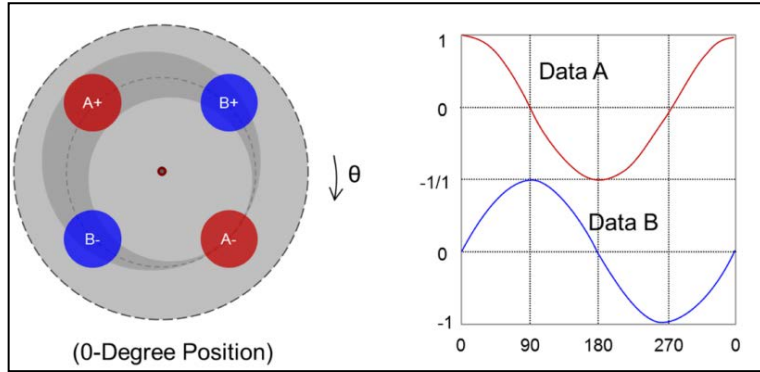 A+
B+
θ
B-
A-
(0-Degree Position)
1
Data A
0
-1/1
Data B
0
-1
0 90 180 270 0